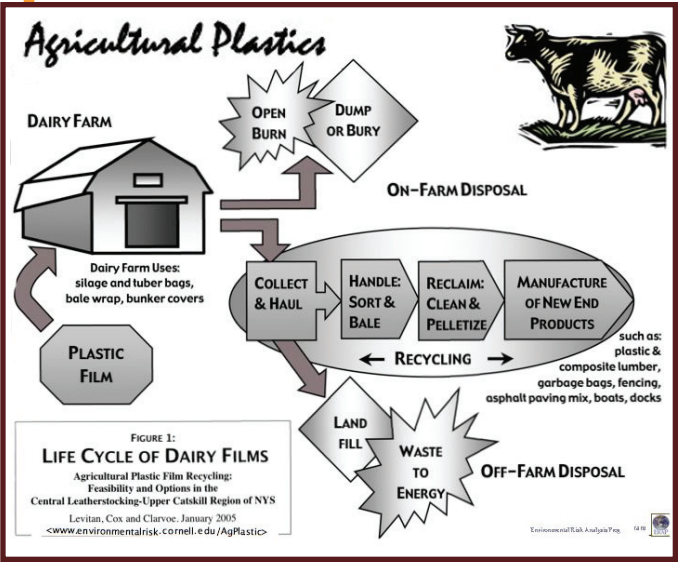 Agricultural Plastics
DAIRY FARM
OPEN
BURN
DUMP
OR BURY
ON-FARM DISPOSAL
Dairy Farm Uses:
silage and tuber bags,
bale wrap, bunker covers
PLASTIC
FILM
COLLECT
& HAUL
HANDLE:
SORT &
BALE
RECLAIM:
CLEAN &
PELLETIZE
MANUFACTURE
OF NEW END
PRODUCTS
RECYCLING
such as:
plastic &
composite lumber,
garbage bags, fencing,
asphalt paving mix, boats, docks
LAND
FILL
WASTE
TO
ENERGY
OFF-FARM DISPOSAL
FIGURE 1:
LIFE CYCLE OF DAIRY FILMS
Agricultural Plastic Film Recycling:
Feasibility and Options in the
Central Leatherstocking-Upper Catskill Region of NYS
Levitan, Cox and Clarvoe. January 2005
<www.environmentalrisk.cornell.edu/AgPlastic>
Environmental Risk Analysis Prog